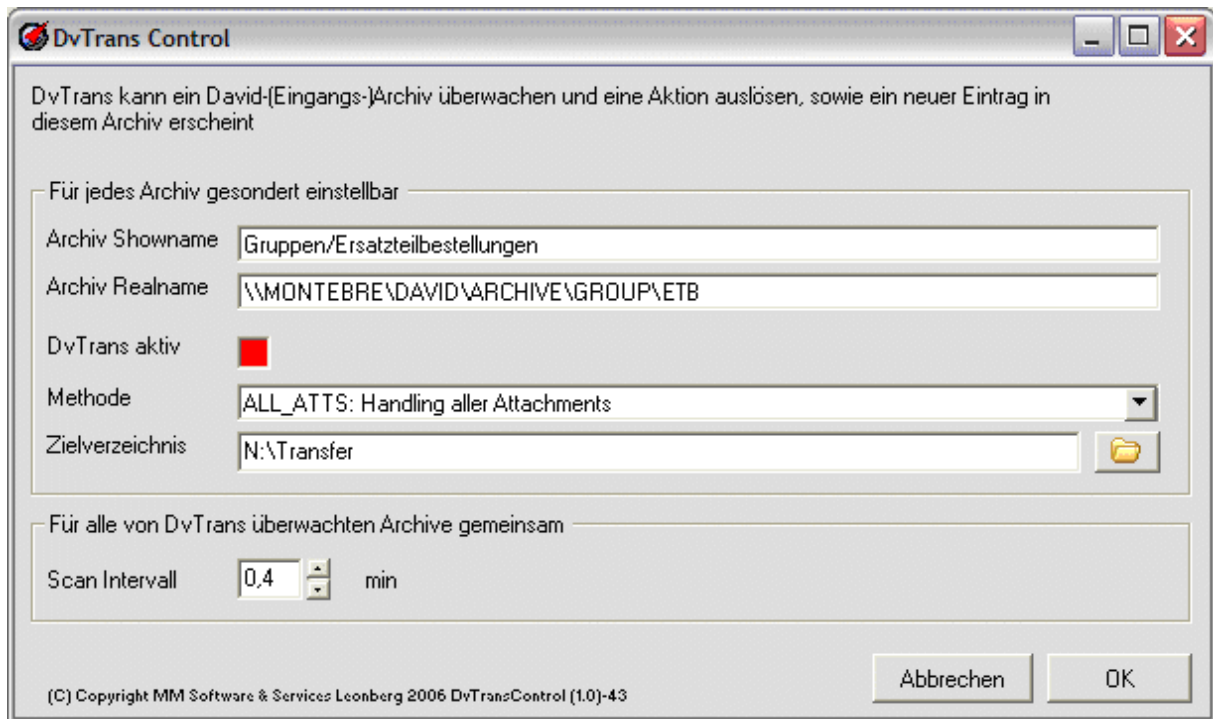 DvTrans Control
DvTrans kann ein David-(Eingangs-)Archiv überwachen und eine Aktion auslösen, sowie ein neuer Eintrag in
diesem Archiv erscheint
Für jedes Archiv gesondert einstellbar
Archiv Showname Gruppen/Ersatzteilbestellungen
Archiv Realname \\MONTEBRE\DAVID\ARCHIVE\GROUP\ETB
DvTrans aktiv
Methode ALL_ATTS: Handling aller Attachments
Zielverzeichnis N:\Transfer
Für alle von DvTrans überwachten Archive gemeinsam
Scan Intervall 0,4 min
Abbrechen OK
(C) Copyright MM Software & Services Leonberg 2006 DvTransControl (1.0)-43